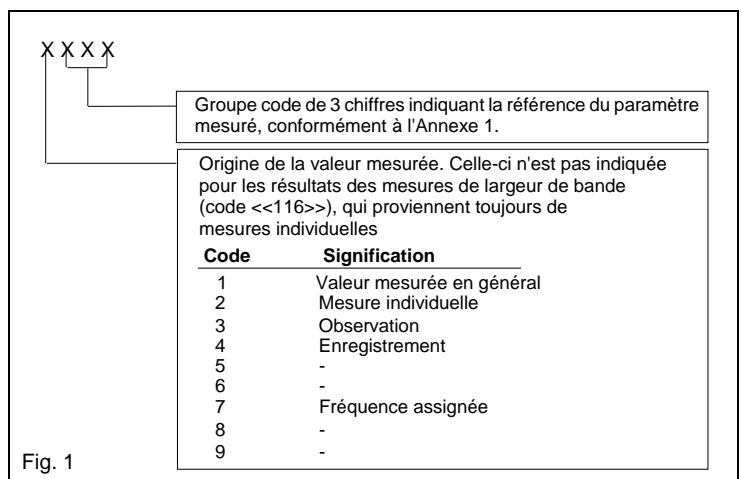 X X X X
Groupe code de 3 chiffres indiquant la référence du paramètre
mesuré, conformément à l'Annexe 1.
Origine de la valeur mesurée. Celle-ci n'est pas indiquée
pour les résultats des mesures de largeur de bande
(code <<116>>), qui proviennent toujours de
mesures individuelles
Code Signification
1 Valeur mesurée en général
2 Mesure individuelle
3 Observation
4 Enregistrement
5 -
6 -
7 Fréquence assignée
8 -
9 -
Fig. 1